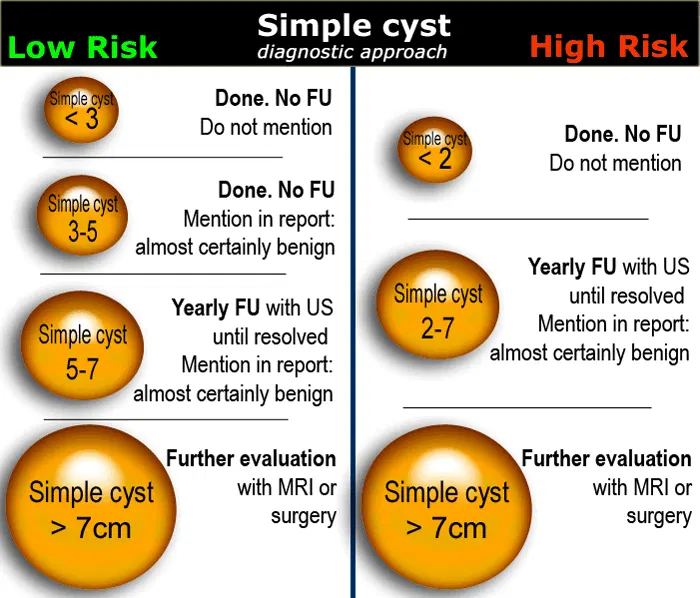 Simple cyst
diagnostic approach
Low Risk
High Risk
Simple cyst
< 3
Done. No FU
Do not mention
Simple cyst
3-5
Done. No FU
Mention in report:
almost certainly benign
Simple cyst
5-7
Yearly FU with US
until resolved
Mention in report:
almost certainly benign
Simple cyst
> 7cm
Further evaluation
with MRI or
surgery
Simple cyst
< 2
Done. No FU
Do not mention
Simple cyst
2-7
Yearly FU with US
until resolved
Mention in report:
almost certainly benign
Simple cyst
> 7cm
Further evaluation
with MRI or
surgery